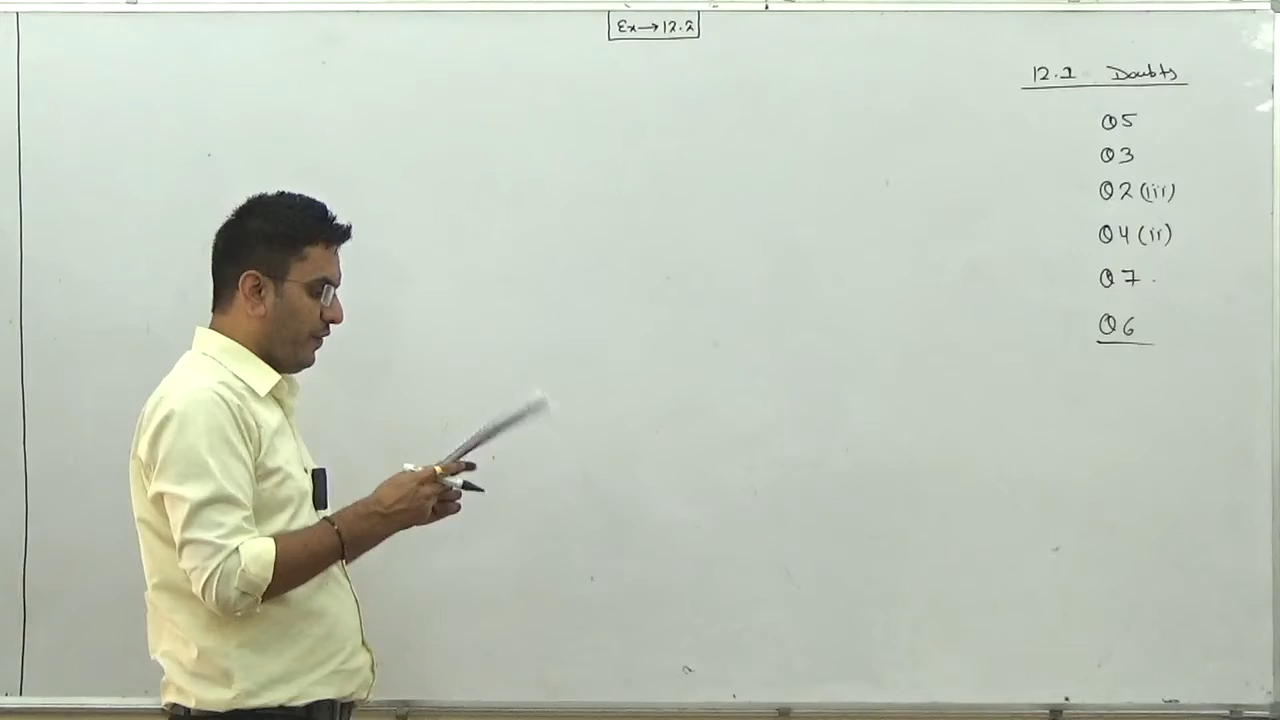 Ex→12.2
12.1 Doubts
Q5
Q3
Q2 (iii)
Q4 (ii)
Q7.
Q6